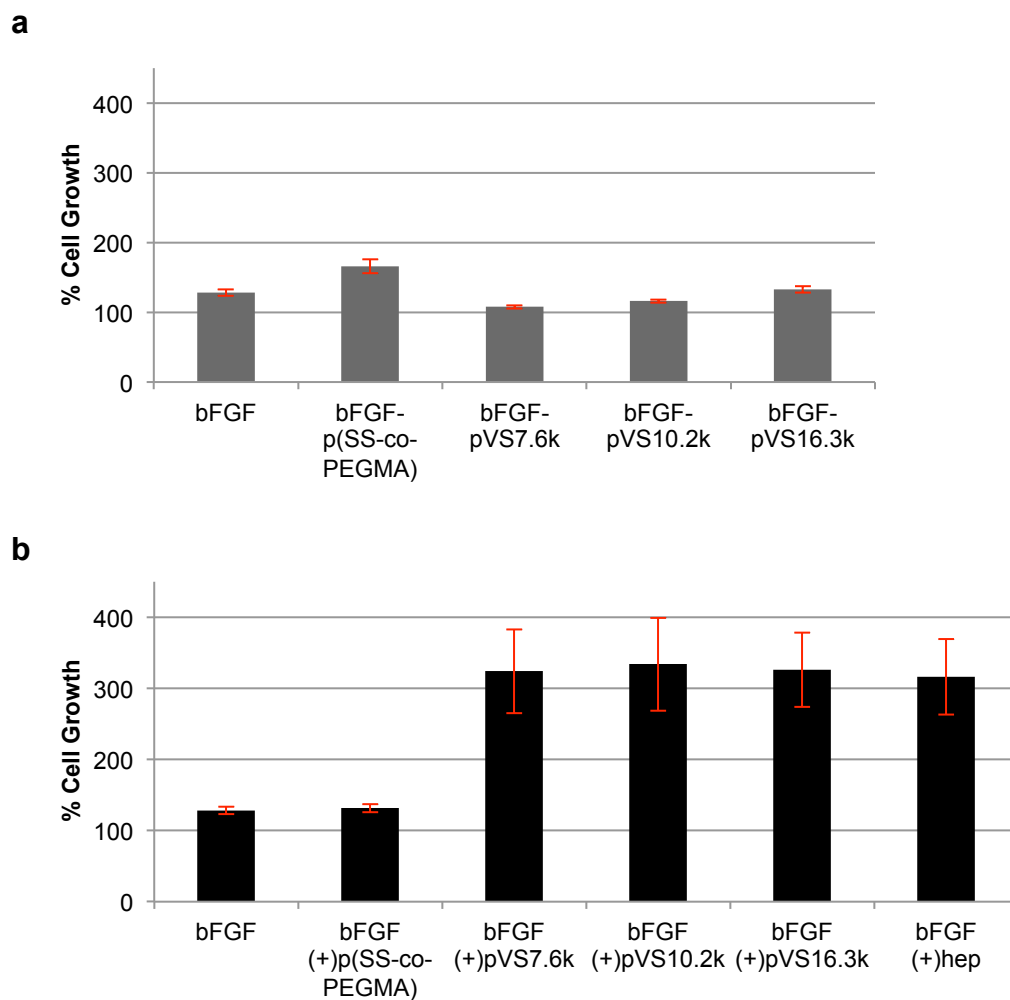 a
% Cell Growth
400
300
200
100
0
bFGF
bFGF-
p(SS-co-
PEGMA)
bFGF-
pVS7.6k
bFGF-
pVS10.2k
bFGF-
pVS16.3k
b
% Cell Growth
400
300
200
100
0
bFGF
bFGF
(+)p(SS-co-
PEGMA)
bFGF
(+)pVS7.6k
bFGF
(+)pVS10.2k
bFGF
(+)pVS16.3k
bFGF
(+)hep